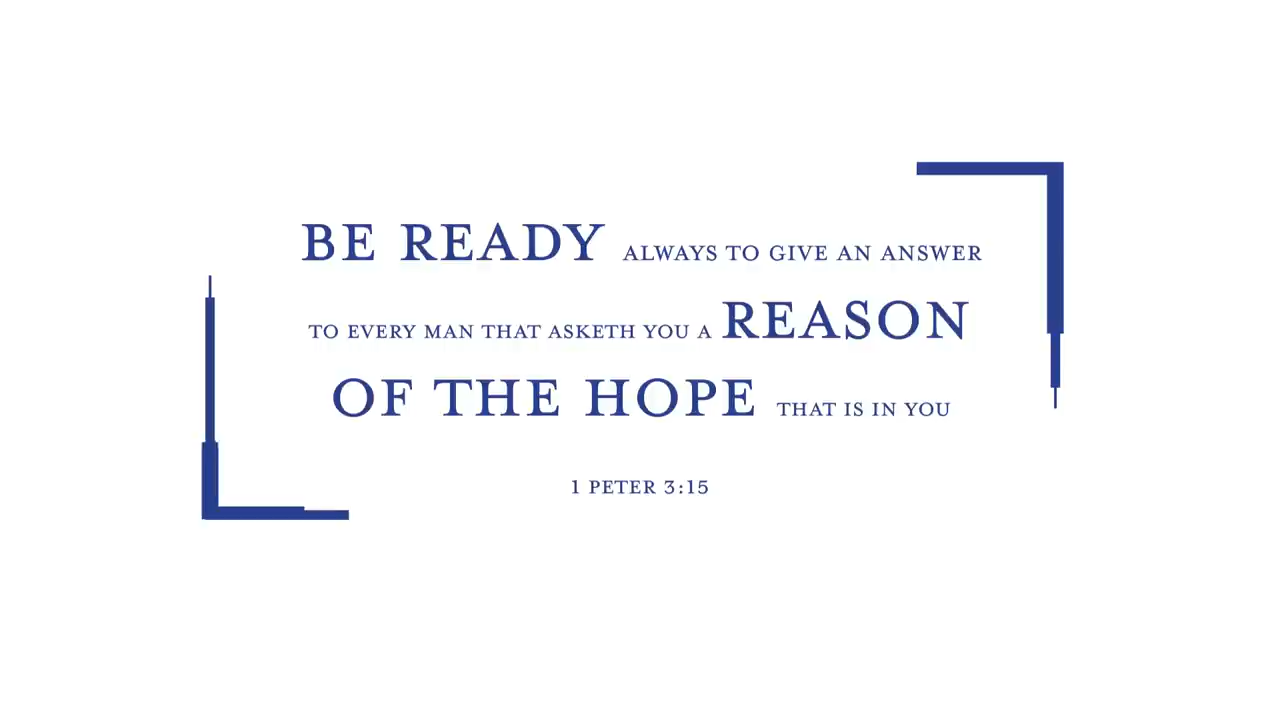 BE READY ALWAYS TO GIVE AN ANSWER
TO EVERY MAN THAT ASKETH YOU A REASON
OF THE HOPE THAT IS IN YOU
1 PETER 3:15